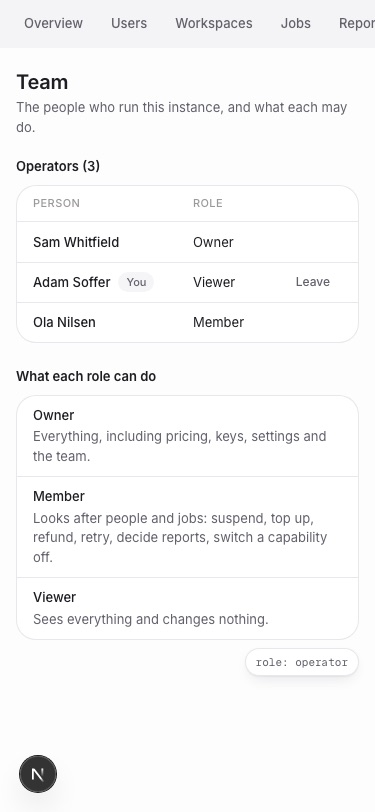 Overview Users Workspaces Jobs Repor
Team
The people who run this instance, and what each may
do.
Operators (3)
PERSON ROLE
Sam Whitfield Owner
Adam Soffer You Viewer Leave
Ola Nilsen Member
What each role can do
Owner
Everything, including pricing, keys, settings and
the team.
Member
Looks after people and jobs: suspend, top up,
refund, retry, decide reports, switch a capability
off.
Viewer
Sees everything and changes nothing.
role: operator
N